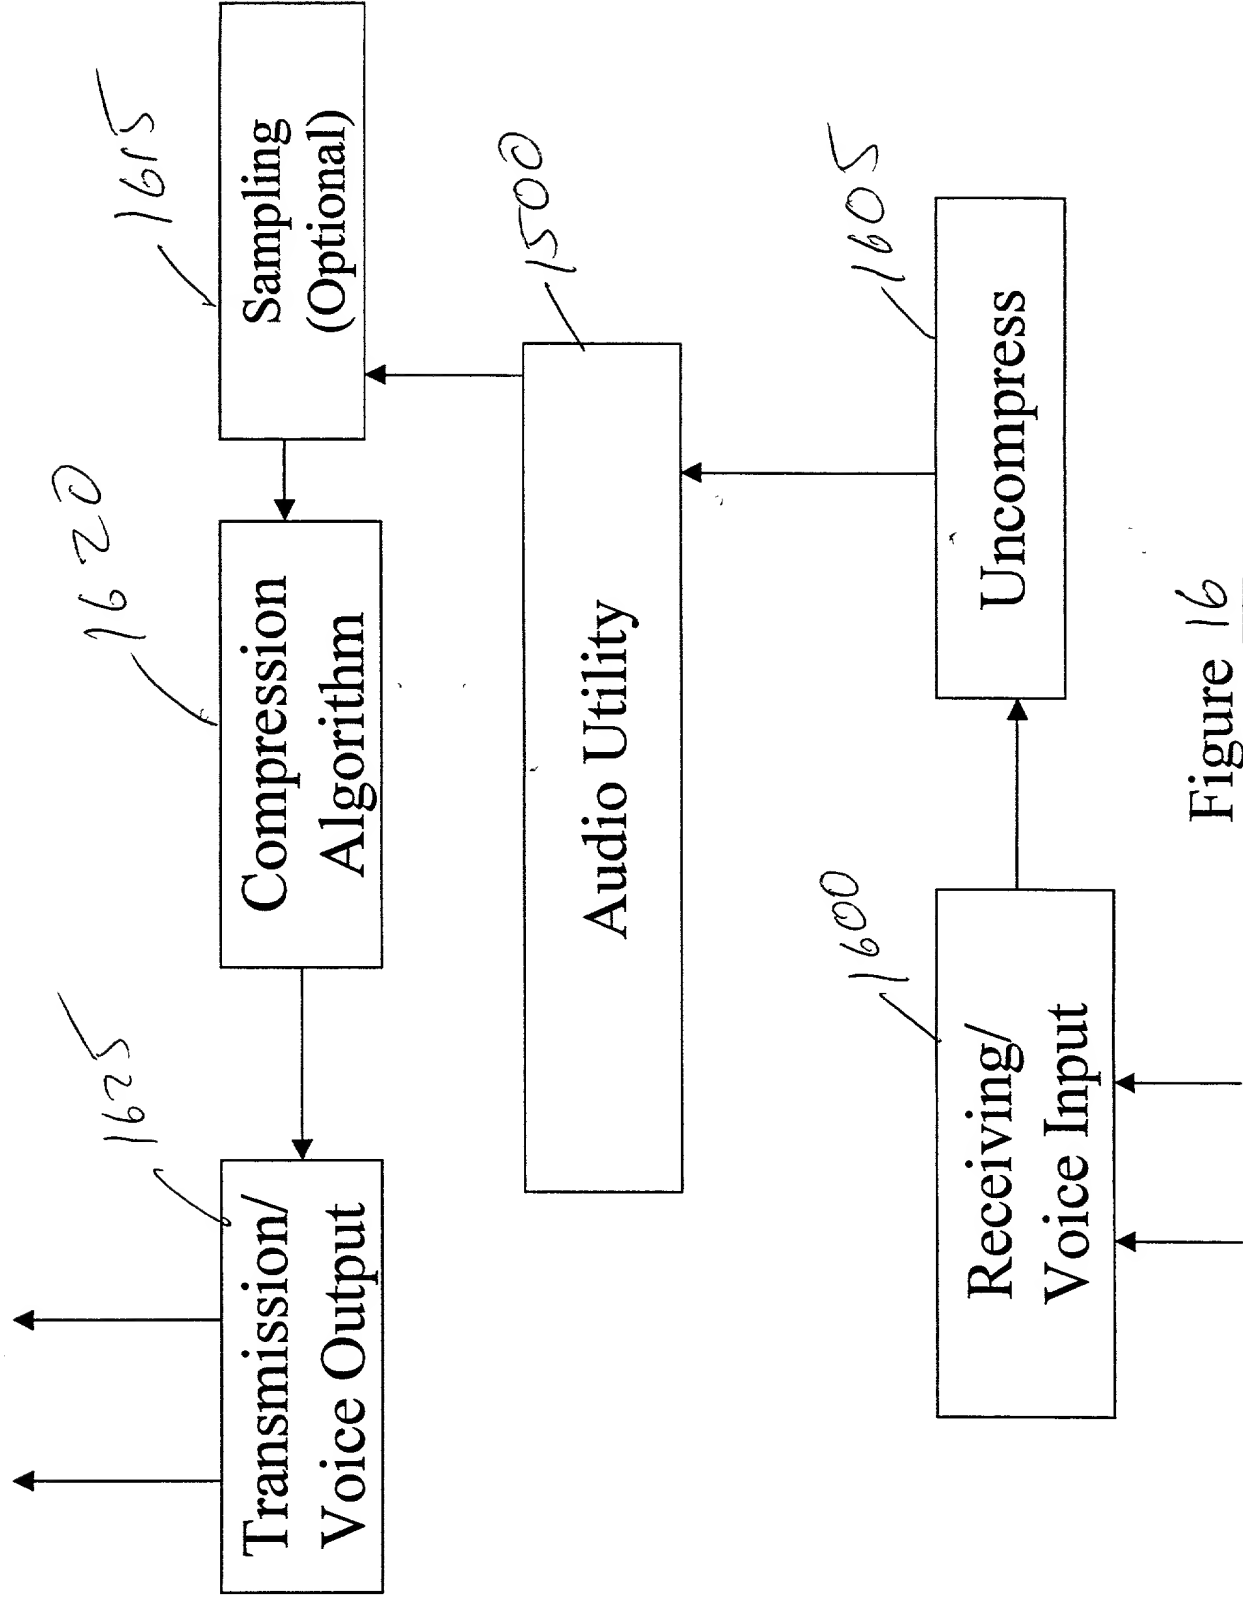 1625
Transmission/
Voice Output
1620
Compression
Algorithm
1615
Sampling
(Optional)
Audio Utility
1500
1600
Receiving/
Voice Input
1605
Uncompress
Figure 16